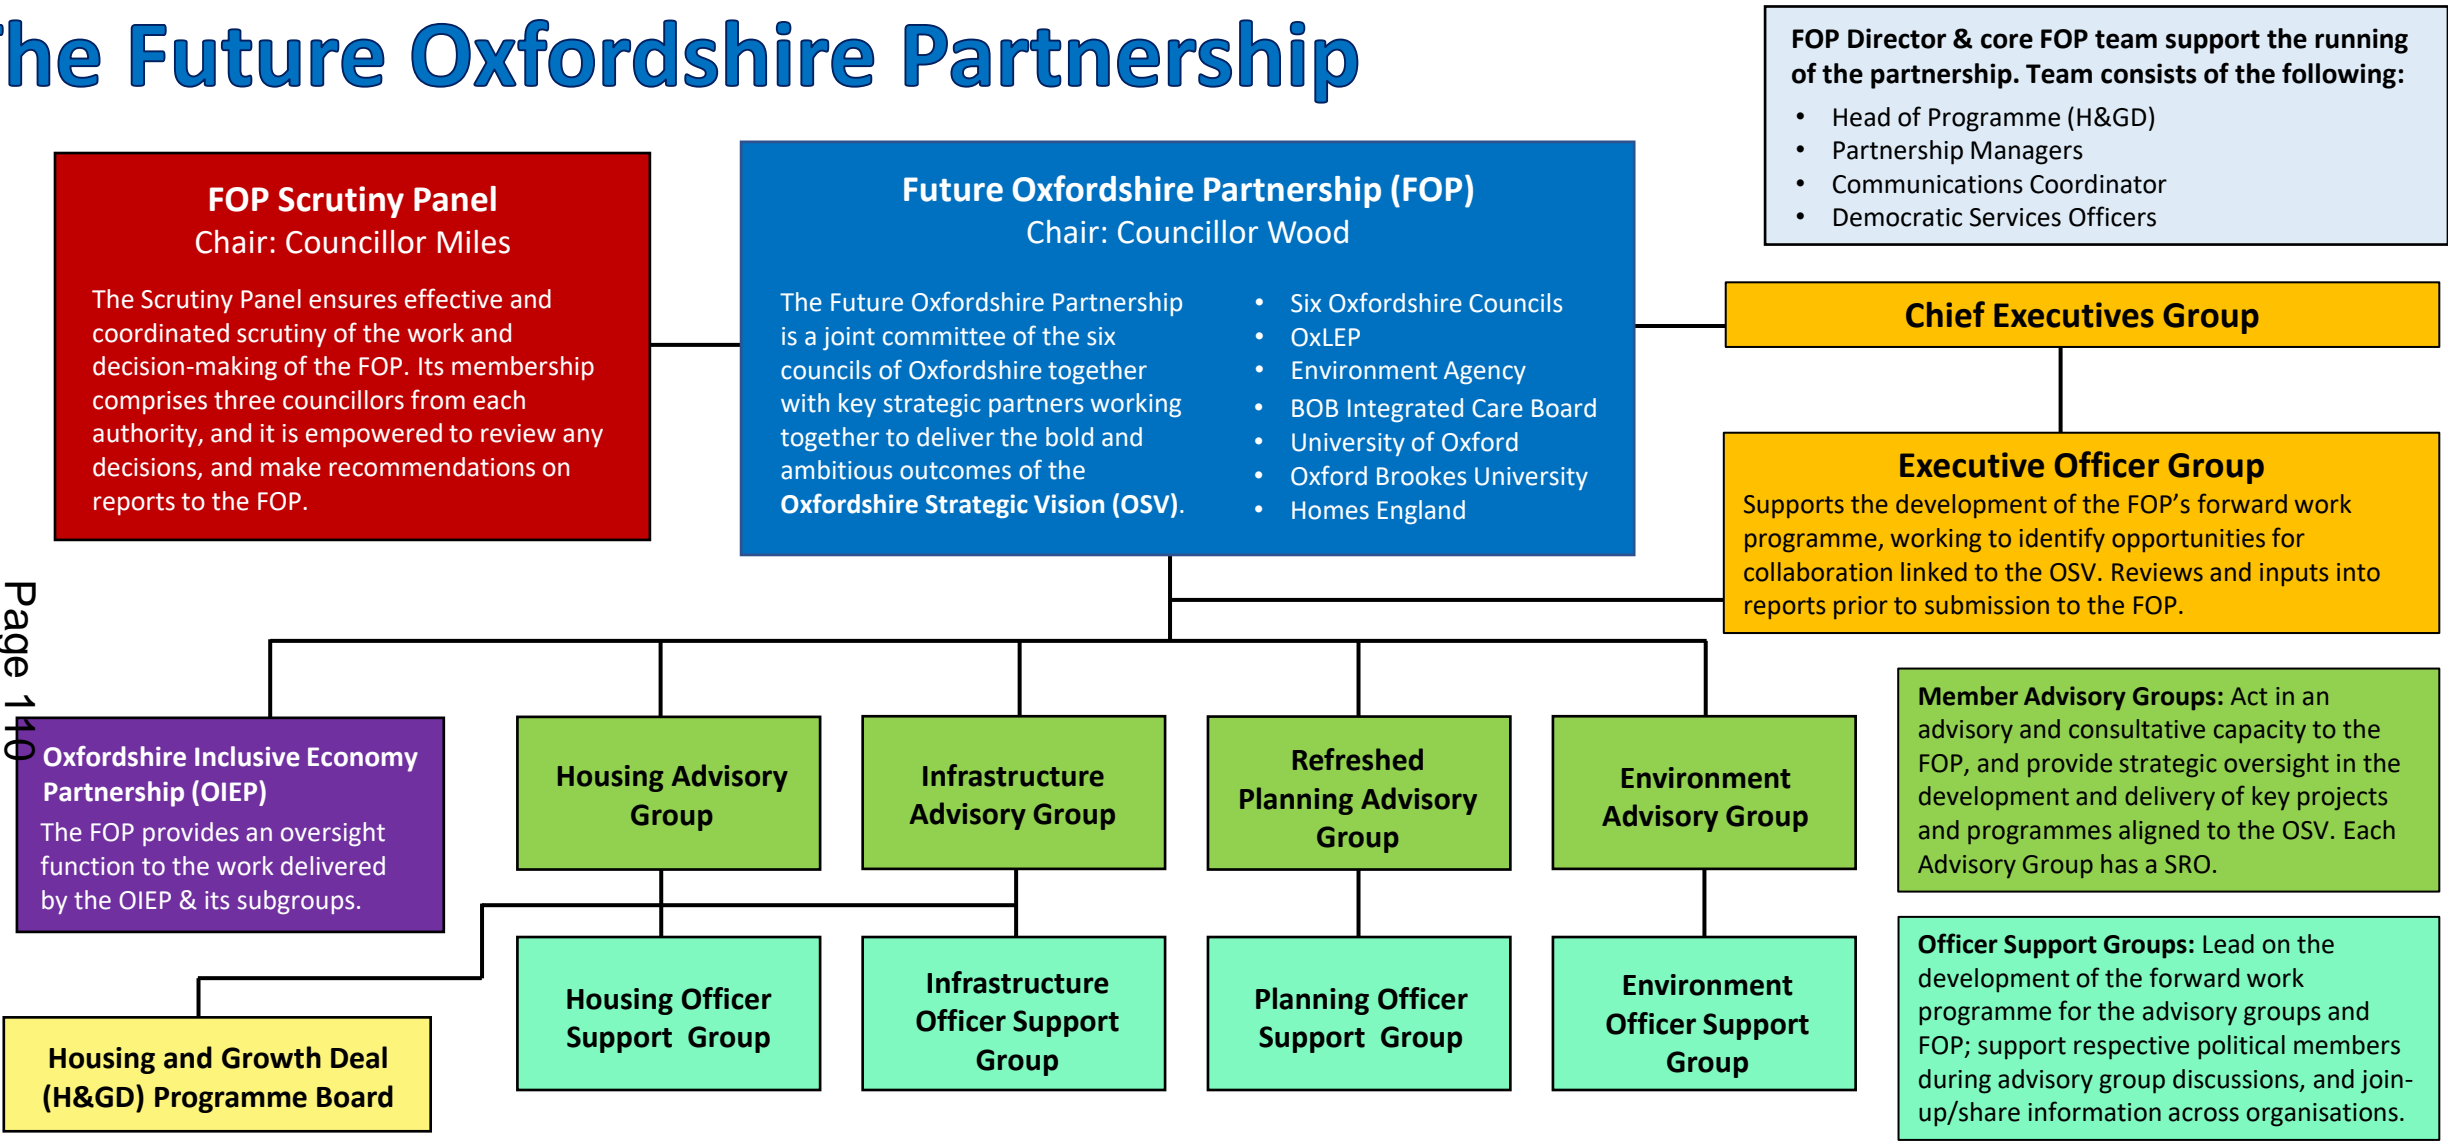 The Future Oxfordshire Partnership
FOP Director & core FOP team support the running
of the partnership. Team consists of the following:
• Head of Programme (H&GD)
• Partnership Managers
• Communications Coordinator
• Democratic Services Officers
FOP Scrutiny Panel
Chair: Councillor Miles
The Scrutiny Panel ensures effective and
coordinated scrutiny of the work and
decision-making of the FOP. Its membership
comprises three councillors from each
authority, and it is empowered to review any
decisions, and make recommendations on
reports to the FOP.
Future Oxfordshire Partnership (FOP)
Chair: Councillor Wood
The Future Oxfordshire Partnership
is a joint committee of the six
councils of Oxfordshire together
with key strategic partners working
together to deliver the bold and
ambitious outcomes of the
Oxfordshire Strategic Vision (OSV).
• Six Oxfordshire Councils
• OxLEP
• Environment Agency
• BOB Integrated Care Board
• University of Oxford
• Oxford Brookes University
• Homes England
Chief Executives Group
Executive Officer Group
Supports the development of the FOP's forward work
programme, working to identify opportunities for
collaboration linked to the OSV. Reviews and inputs into
reports prior to submission to the FOP.
Page 110
Oxfordshire Inclusive Economy
Partnership (OIEP)
The FOP provides an oversight
function to the work delivered
by the OIEP & its subgroups.
Housing Advisory
Group
Infrastructure
Advisory Group
Refreshed
Planning Advisory
Group
Environment
Advisory Group
Member Advisory Groups: Act in an
advisory and consultative capacity to the
FOP, and provide strategic oversight in the
development and delivery of key projects
and programmes aligned to the OSV. Each
Advisory Group has a SRO.
Housing and Growth Deal
(H&GD) Programme Board
Housing Officer
Support Group
Infrastructure
Officer Support
Group
Planning Officer
Support Group
Environment
Officer Support
Group
Officer Support Groups: Lead on the
development of the forward work
programme for the advisory groups and
FOP; support respective political members
during advisory group discussions, and join-
up/share information across organisations.